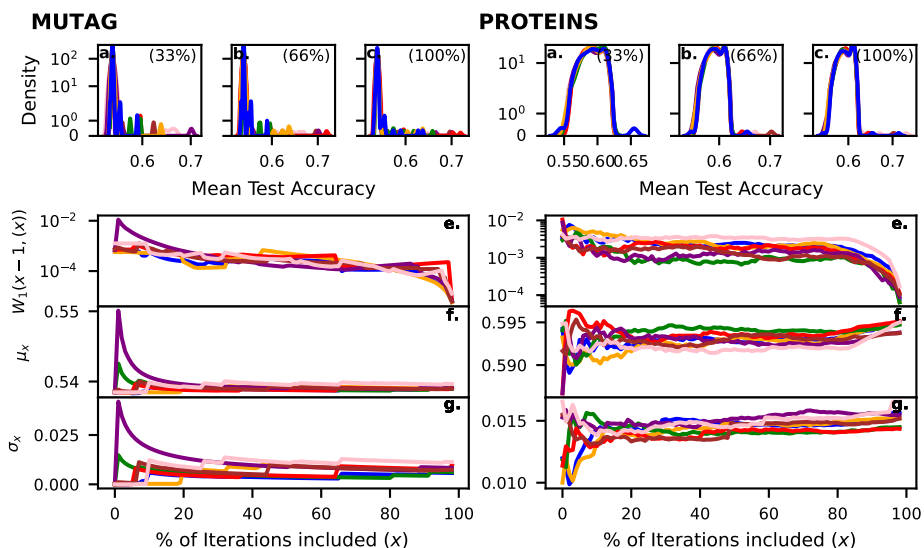 MUTAG
PROTEINS
a. (33%)
b. (66%)
c. (100%)
a. (33%)
b. (66%)
c. (100%)
Density
10²
10⁰
0
10¹
10⁰
0
0.6 0.7
0.6 0.7
0.6 0.7
0.55 0.60 0.65
0.6 0.7
0.6 0.7
Mean Test Accuracy
Mean Test Accuracy
W₁(x − 1, (x))
10⁻²
10⁻⁴
e.
10⁻²
10⁻³
10⁻⁴
e.
μₓ
0.55
0.54
f.
0.595
0.590
f.
σₓ
0.025
0.000
g.
0.015
0.010
g.
0 20 40 60 80 100
0 20 40 60 80 100
% of Iterations included (x)
% of Iterations included (x)